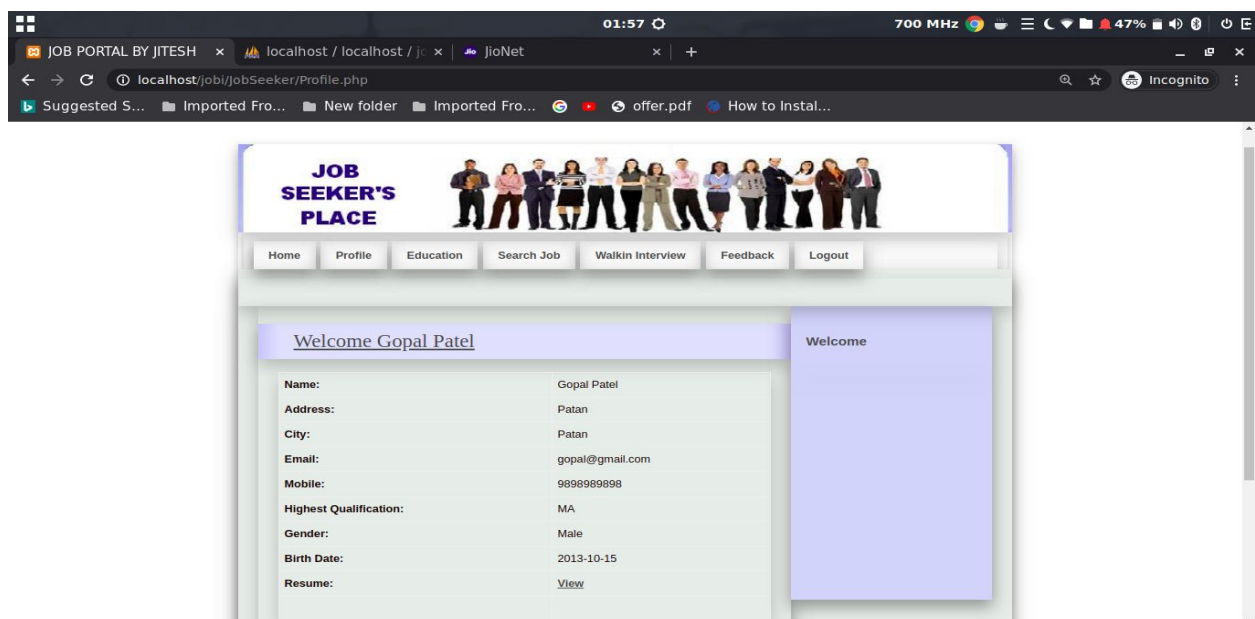 01:57
700 MHz
47%
JOB PORTAL BY JITESH
localhost / localhost / jo
JioNet
localhost/jobi/JobSeeker/Profile.php
Incognito
Suggested S... Imported Fro... New folder Imported Fro... offer.pdf How to Instal...
JOB
SEEKER'S
PLACE
Home Profile Education Search Job Walkin Interview Feedback Logout
Welcome Gopal Patel
Welcome
Name: Gopal Patel
Address: Patan
City: Patan
Email: gopal@gmail.com
Mobile: 9898989898
Highest Qualification: MA
Gender: Male
Birth Date: 2013-10-15
Resume: View